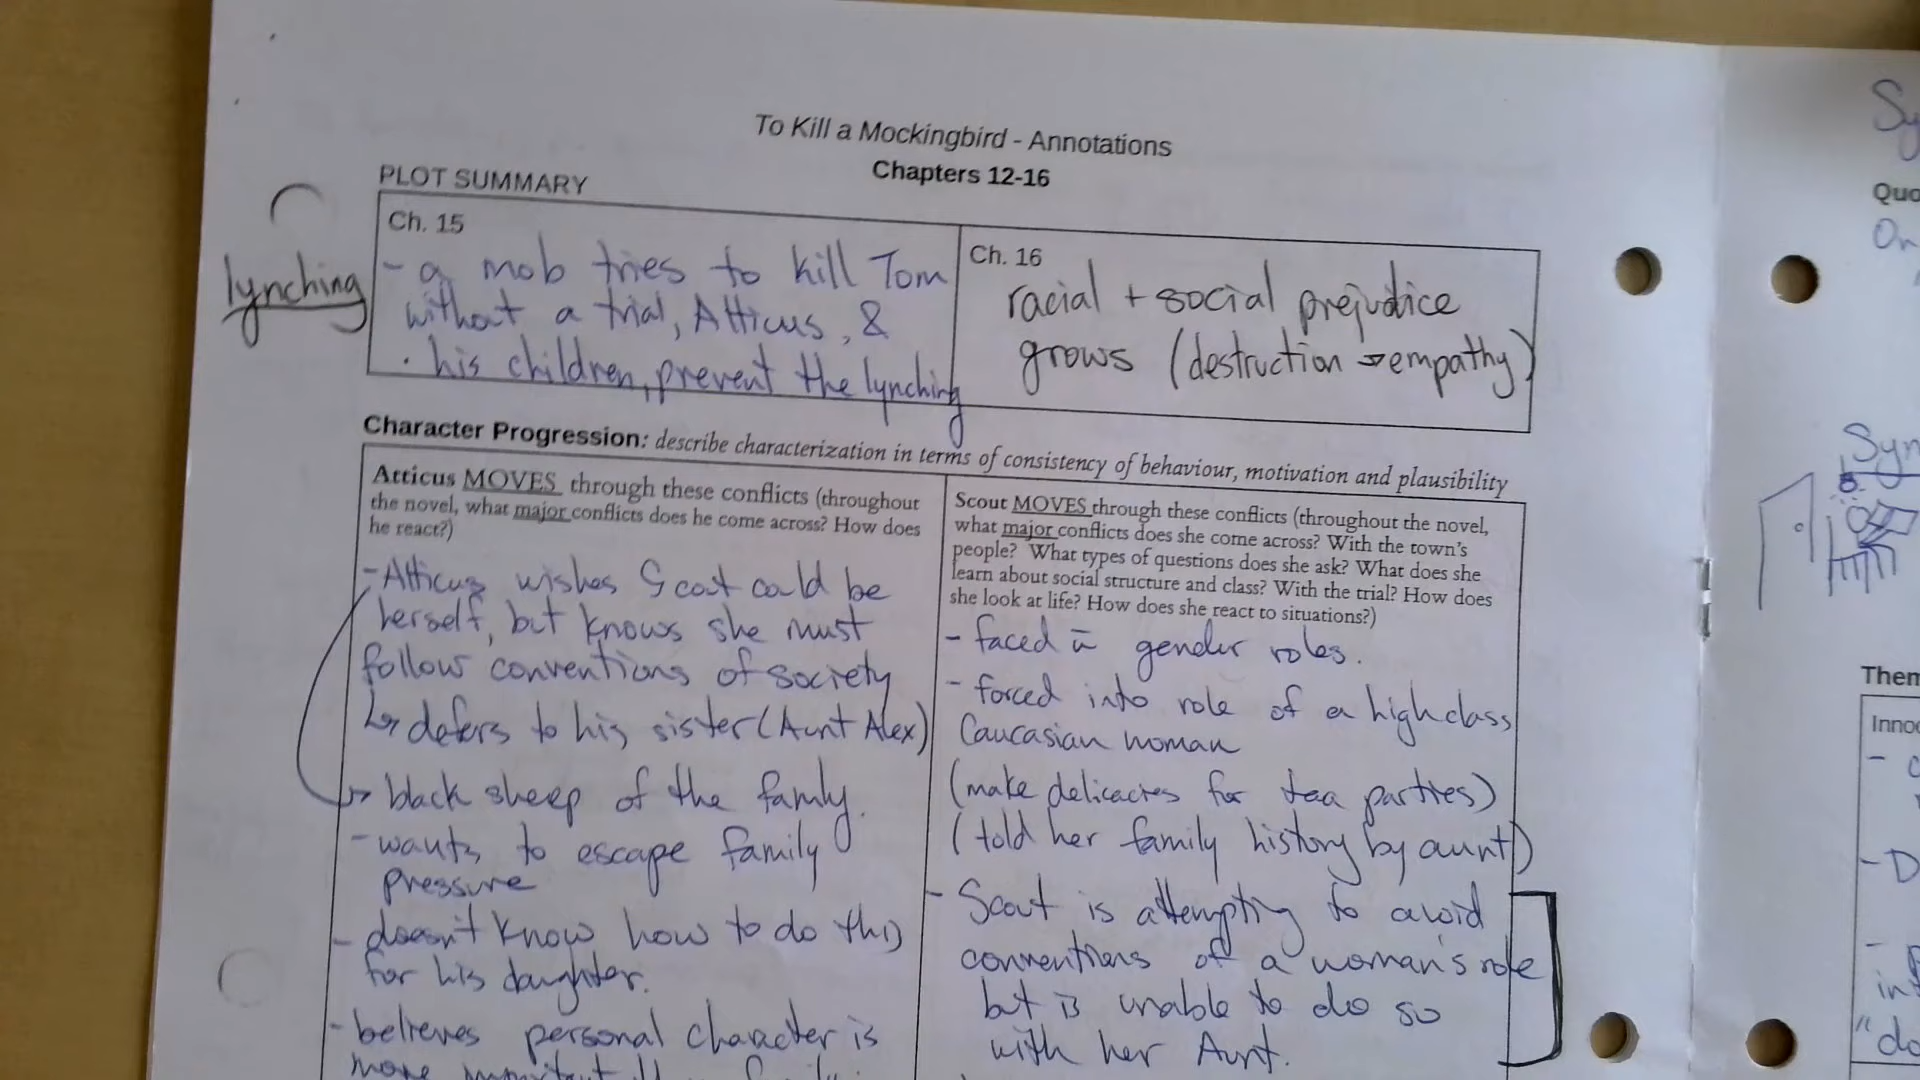 To Kill a Mockingbird - Annotations
Chapters 12-16
PLOT SUMMARY
lynching
Ch. 15
- a mob tries to kill Tom
without a trial, Atticus, &
his children, prevent the lynching
Ch. 16
racial + social prejudice
grows (destruction → empathy)
Character Progression: describe characterization in terms of consistency of behaviour, motivation and plausibility
Atticus MOVES through these conflicts (throughout
the novel, what major conflicts does he come across? How does
he react?)
- Atticus wishes Scout could be
herself, but knows she must
follow conventions of society
↳ defers to his sister (Aunt Alex)
→ black sheep of the family.
- wants to escape family
pressure
- doesn't know how to do this
for his daughter.
- believes personal character is
more important
Scout MOVES through these conflicts (throughout the novel,
what major conflicts does she come across? With the town's
people? What types of questions does she ask? What does she
learn about social structure and class? With the trial? How does
she look at life? How does she react to situations?)
- faced c̄ gender roles.
- forced into role of a high class
Caucasian woman
(make delicacies for tea parties)
(told her family history by aunt)
- Scout is attempting to avoid
conventions of a woman's role
but is unable to do so
with her Aunt.
Sy
Quo
On
Sym
Them
Inno
- D
"do